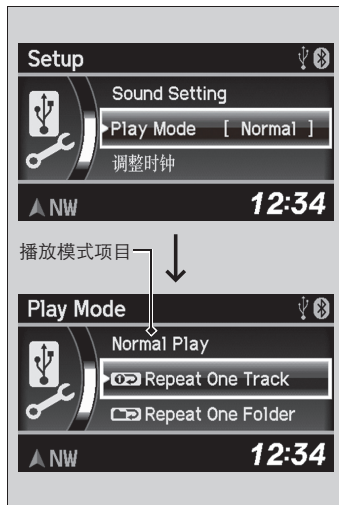 Setup
Sound Setting
Play Mode [ Normal ]
调整时钟
NW 12:34
播放模式项目
Play Mode
Normal Play
Repeat One Track
Repeat One Folder
NW 12:34